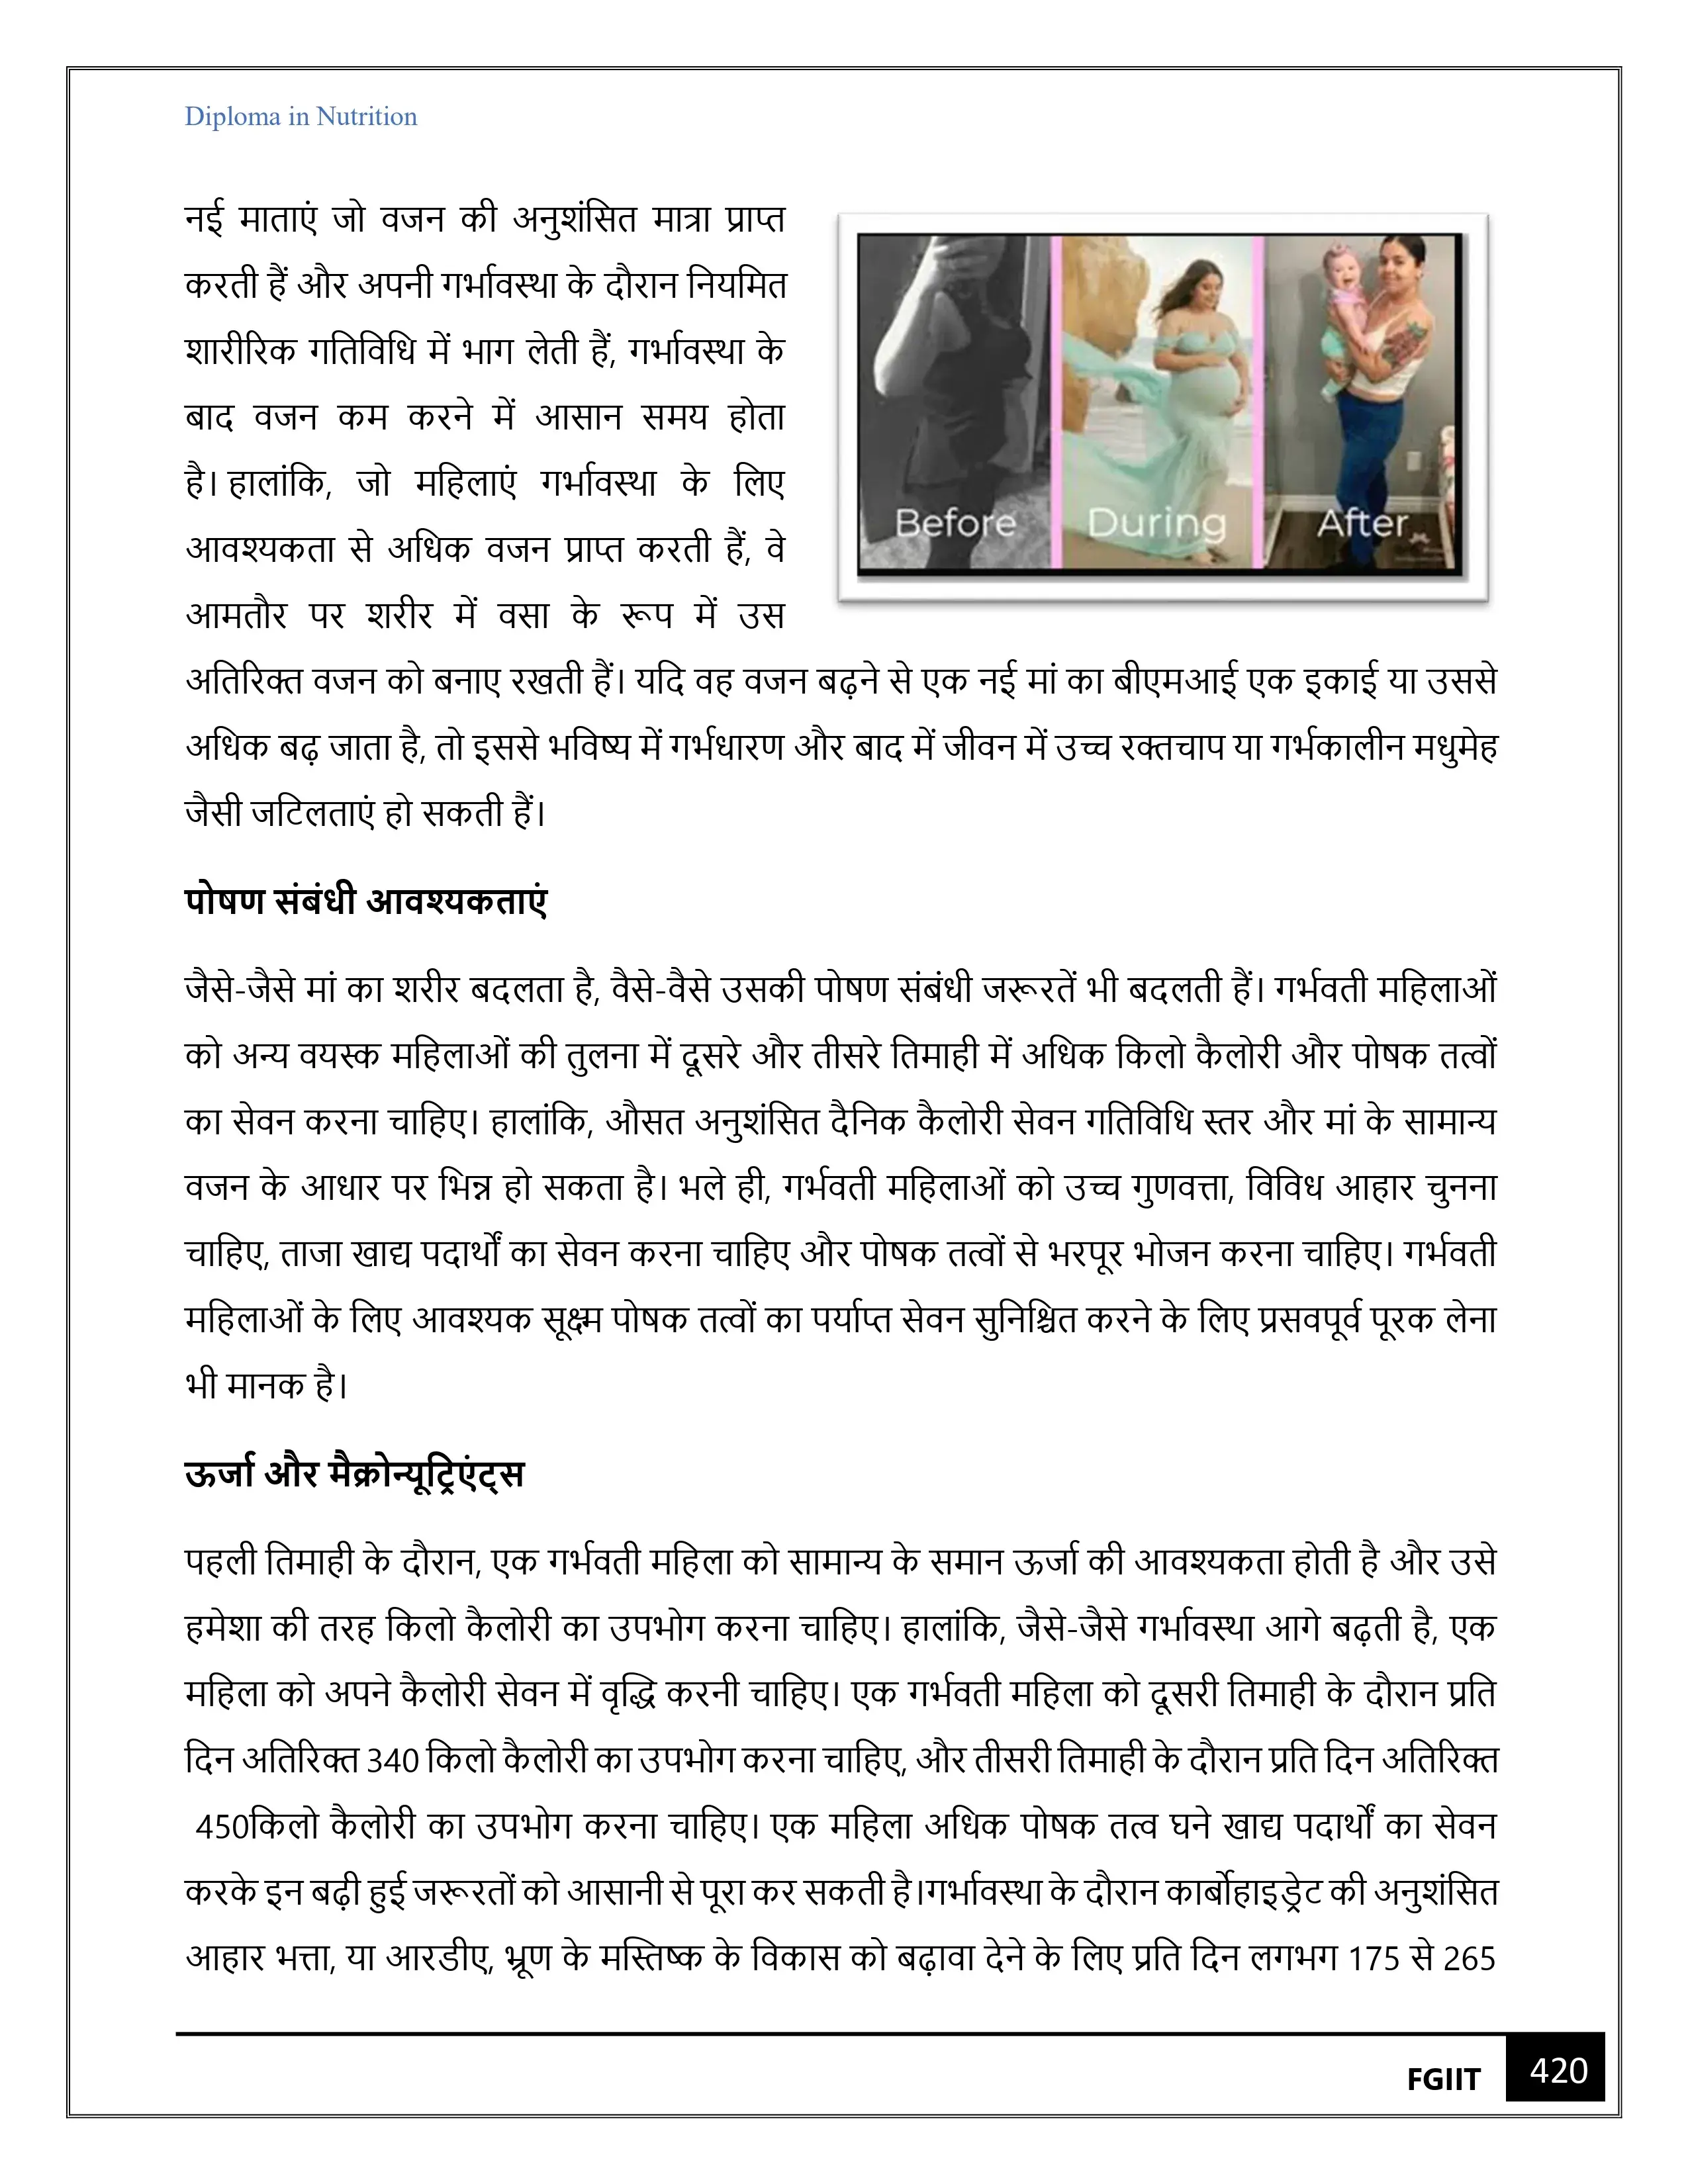 Diploma in Nutrition
नई माताएं जो वजन की अनुशंसित मात्रा प्राप्त
करती हैं और अपनी गर्भावस्था के दौरान नियमित
शारीरिक गतिविधि में भाग लेती हैं, गर्भावस्था के
बाद वजन कम करने में आसान समय होता
है। हालांकि, जो महिलाएं गर्भावस्था के लिए
आवश्यकता से अधिक वजन प्राप्त करती हैं, वे
आमतौर पर शरीर में वसा के रूप में उस
Before During After
अतिरिक्त वजन को बनाए रखती हैं। यदि वह वजन बढ़ने से एक नई मां का बीएमआई एक इकाई या उससे
अधिक बढ़ जाता है, तो इससे भविष्य में गर्भधारण और बाद में जीवन में उच्च रक्तचाप या गर्भकालीन मधुमेह
जैसी जटिलताएं हो सकती हैं।
पोषण संबंधी आवश्यकताएं
जैसे-जैसे मां का शरीर बदलता है, वैसे-वैसे उसकी पोषण संबंधी जरूरतें भी बदलती हैं। गर्भवती महिलाओं
को अन्य वयस्क महिलाओं की तुलना में दूसरे और तीसरे तिमाही में अधिक किलो कैलोरी और पोषक तत्वों
का सेवन करना चाहिए। हालांकि, औसत अनुशंसित दैनिक कैलोरी सेवन गतिविधि स्तर और मां के सामान्य
वजन के आधार पर भिन्न हो सकता है। भले ही, गर्भवती महिलाओं को उच्च गुणवत्ता, विविध आहार चुनना
चाहिए, ताजा खाद्य पदार्थों का सेवन करना चाहिए और पोषक तत्वों से भरपूर भोजन करना चाहिए। गर्भवती
महिलाओं के लिए आवश्यक सूक्ष्म पोषक तत्वों का पर्याप्त सेवन सुनिश्चित करने के लिए प्रसवपूर्व पूरक लेना
भी मानक है।
ऊर्जा और मैक्रोन्यूट्रिएंट्स
पहली तिमाही के दौरान, एक गर्भवती महिला को सामान्य के समान ऊर्जा की आवश्यकता होती है और उसे
हमेशा की तरह किलो कैलोरी का उपभोग करना चाहिए। हालांकि, जैसे-जैसे गर्भावस्था आगे बढ़ती है, एक
महिला को अपने कैलोरी सेवन में वृद्धि करनी चाहिए। एक गर्भवती महिला को दूसरी तिमाही के दौरान प्रति
दिन अतिरिक्त 340 किलो कैलोरी का उपभोग करना चाहिए, और तीसरी तिमाही के दौरान प्रति दिन अतिरिक्त
450किलो कैलोरी का उपभोग करना चाहिए। एक महिला अधिक पोषक तत्व घने खाद्य पदार्थों का सेवन
करके इन बढ़ी हुई जरूरतों को आसानी से पूरा कर सकती है।गर्भावस्था के दौरान कार्बोहाइड्रेट की अनुशंसित
आहार भत्ता, या आरडीए, भ्रूण के मस्तिष्क के विकास को बढ़ावा देने के लिए प्रति दिन लगभग 175 से 265
FGIIT 420